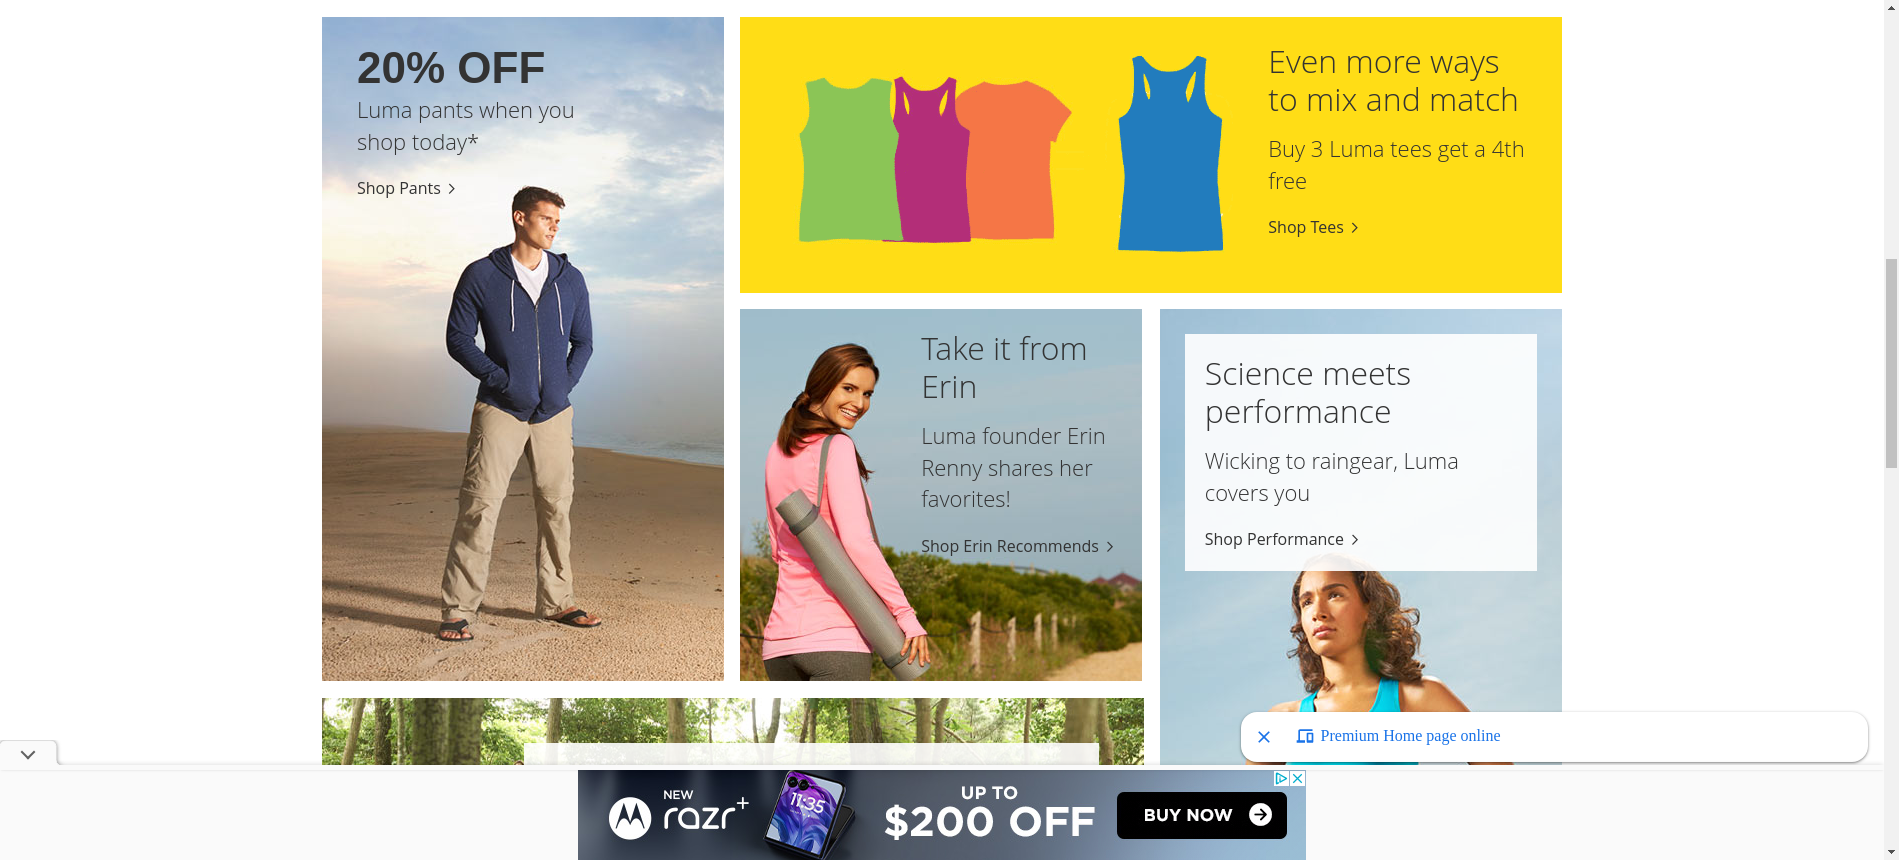 20% OFF
Luma pants when you
shop today*
Shop Pants
Even more ways
to mix and match
Buy 3 Luma tees get a 4th
free
Shop Tees
Take it from
Erin
Luma founder Erin
Renny shares her
favorites!
Shop Erin Recommends
Science meets
performance
Wicking to raingear, Luma
covers you
Shop Performance
Premium Home page online
NEW
razr+
11:35
UP TO
$200 OFF
BUY NOW